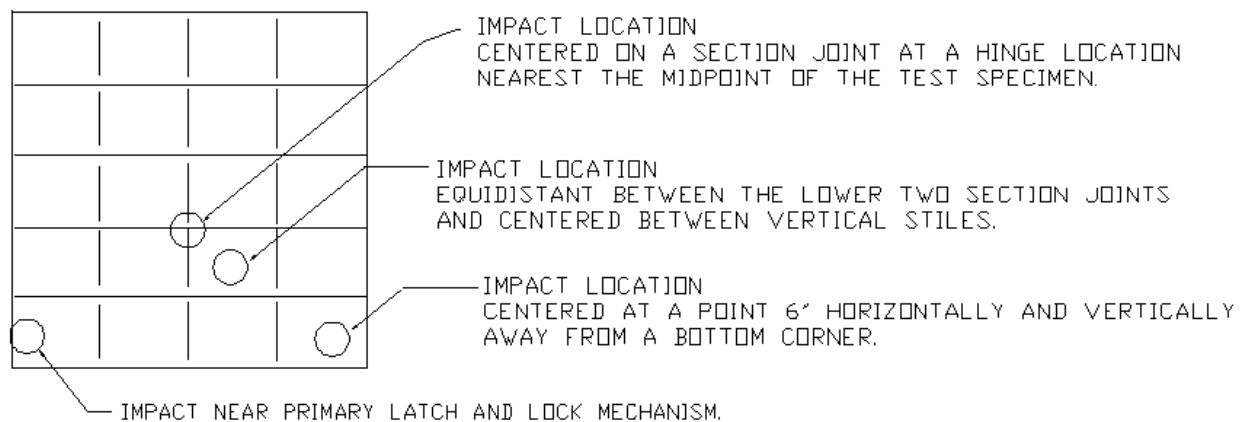 IMPACT LOCATION
CENTERED ON A SECTION JOINT AT A HINGE LOCATION
NEAREST THE MIDPOINT OF THE TEST SPECIMEN.
IMPACT LOCATION
EQUIDISTANT BETWEEN THE LOWER TWO SECTION JOINTS
AND CENTERED BETWEEN VERTICAL STILES.
IMPACT LOCATION
CENTERED AT A POINT 6" HORIZONTALLY AND VERTICALLY
AWAY FROM A BOTTOM CORNER.
IMPACT NEAR PRIMARY LATCH AND LOCK MECHANISM.